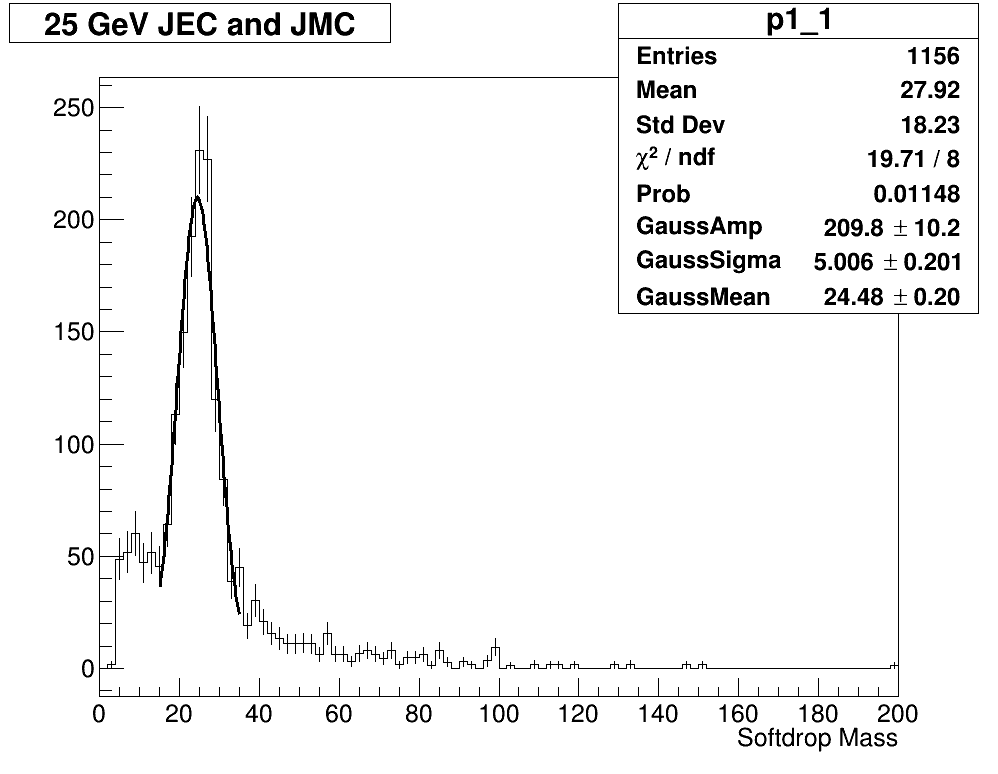 25 GeV JEC and JMC
p1_1
Entries 1156
Mean 27.92
Std Dev 18.23
χ² / ndf 19.71 / 8
Prob 0.01148
GaussAmp 209.8 ± 10.2
GaussSigma 5.006 ± 0.201
GaussMean 24.48 ± 0.20
250
200
150
100
50
0
0 20 40 60 80 100 120 140 160 180 200
Softdrop Mass